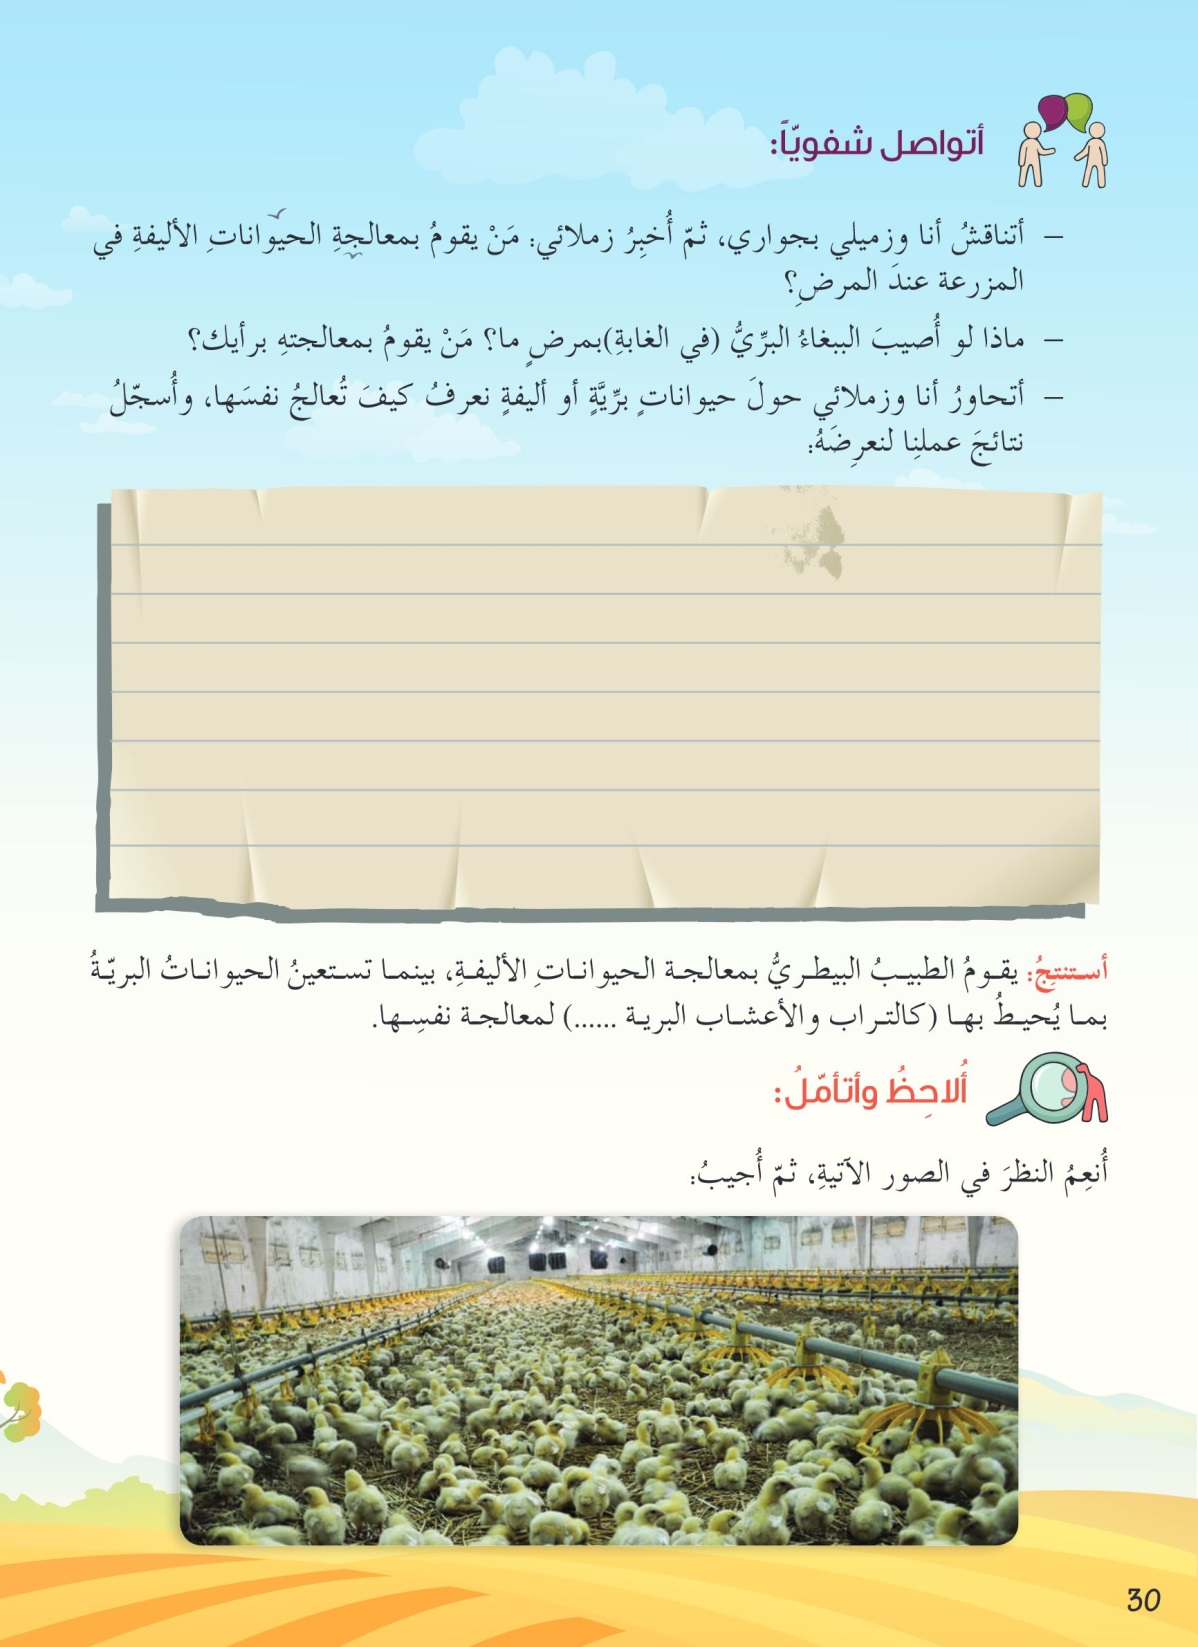 أتواصل شفويّاً:
– أتناقشُ أنا وزميلي بجواري، ثمّ أُخبِرُ زملائي: مَنْ يقومُ بمعالجةِ الحيواناتِ الأليفةِ في
المزرعة عندَ المرضِ؟
– ماذا لو أُصيبَ الببغاءُ البرِّيُّ (في الغابةِ)بمرضٍ ما؟ مَنْ يقومُ بمعالجتهِ برأيك؟
– أتحاورُ أنا وزملائي حولَ حيواناتٍ برِّيَّةٍ أو أليفةٍ نعرفُ كيفَ تُعالجُ نفسَها، وأُسجّلُ
نتائجَ عملنِا لنعرِضَهُ:
أستنتِجُ: يقومُ الطبيبُ البيطريُّ بمعالجة الحيواناتِ الأليفةِ، بينما تستعينُ الحيواناتُ البريّةُ
بما يُحيطُ بها (كالتراب والأعشاب البرية ......) لمعالجة نفسِها.
أُلاحِظُ وأتأمّلُ:
أُنعِمُ النظرَ في الصور الآتيةِ، ثمّ أُجيبُ:
30